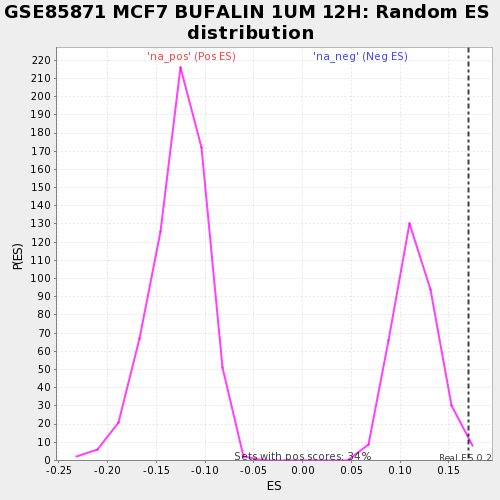 GSE85871 MCF7 BUFALIN 1UM 12H: Random ES
distribution
'na_pos' (Pos ES) 'na_neg' (Neg ES)
220
210
200
190
180
170
160
150
140
130
120
110
100
90
80
70
60
50
40
30
20
10
0
P(ES)
Sets with pos scores: 34%
Real ES 0.2
-0.25 -0.20 -0.15 -0.10 -0.05 0.00 0.05 0.10 0.15
ES